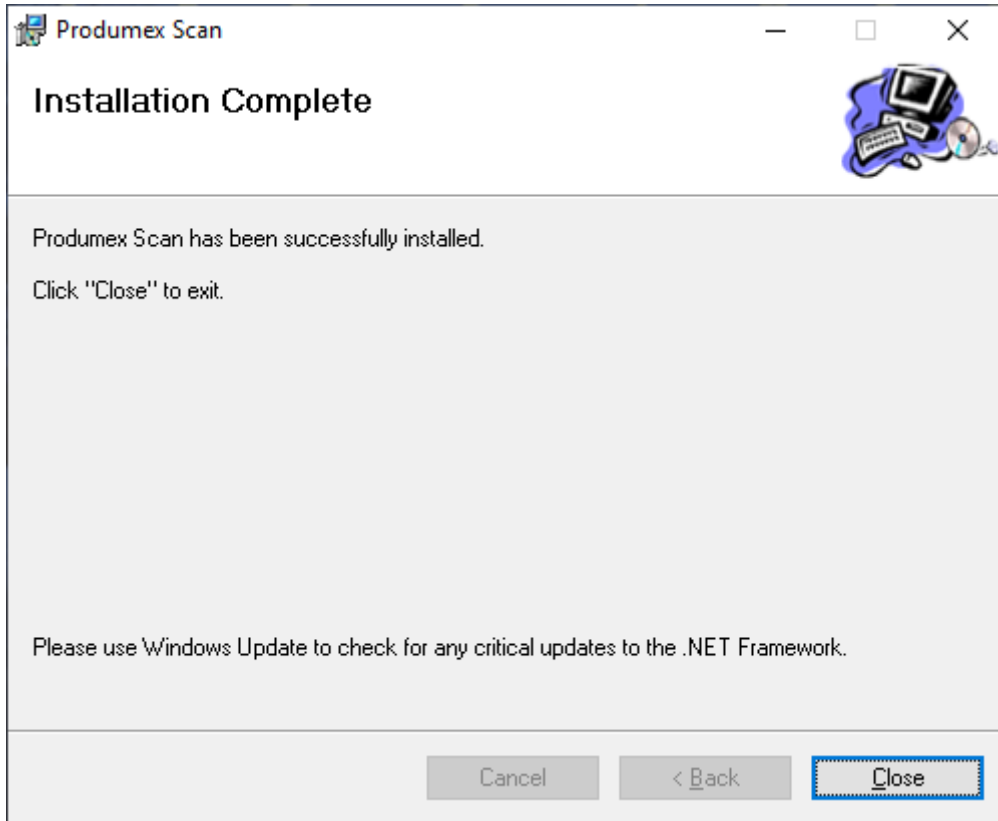 Produmex Scan
Installation Complete
Produmex Scan has been successfully installed.
Click "Close" to exit.
Please use Windows Update to check for any critical updates to the .NET Framework.
Cancel
< Back
Close